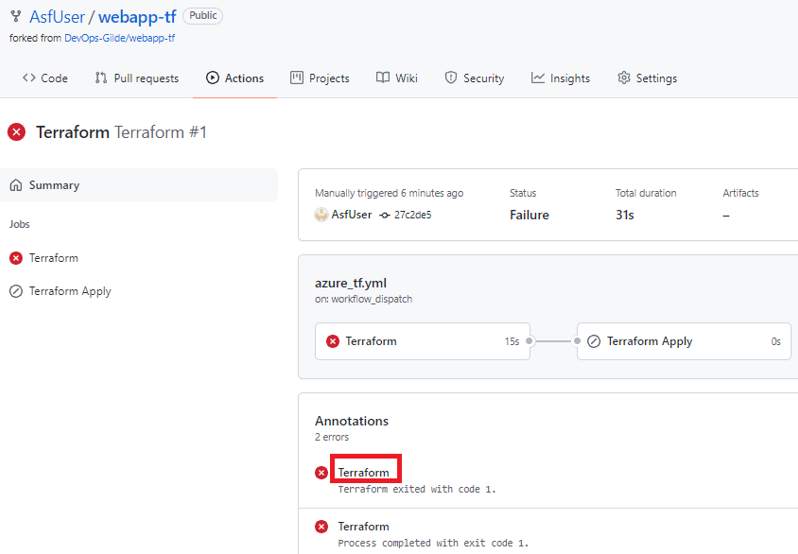 AsfUser / webapp-tf Public
forked from DevOps-Gilde/webapp-tf
Code Pull requests Actions Projects Wiki Security Insights Settings
Terraform Terraform #1
Summary
Jobs
Terraform
Terraform Apply
Manually triggered 6 minutes ago Status Total duration Artifacts
AsfUser 27c2de5 Failure 31s –
azure_tf.yml
on: workflow_dispatch
Terraform 15s Terraform Apply 0s
Annotations
2 errors
Terraform
Terraform exited with code 1.
Terraform
Process completed with exit code 1.